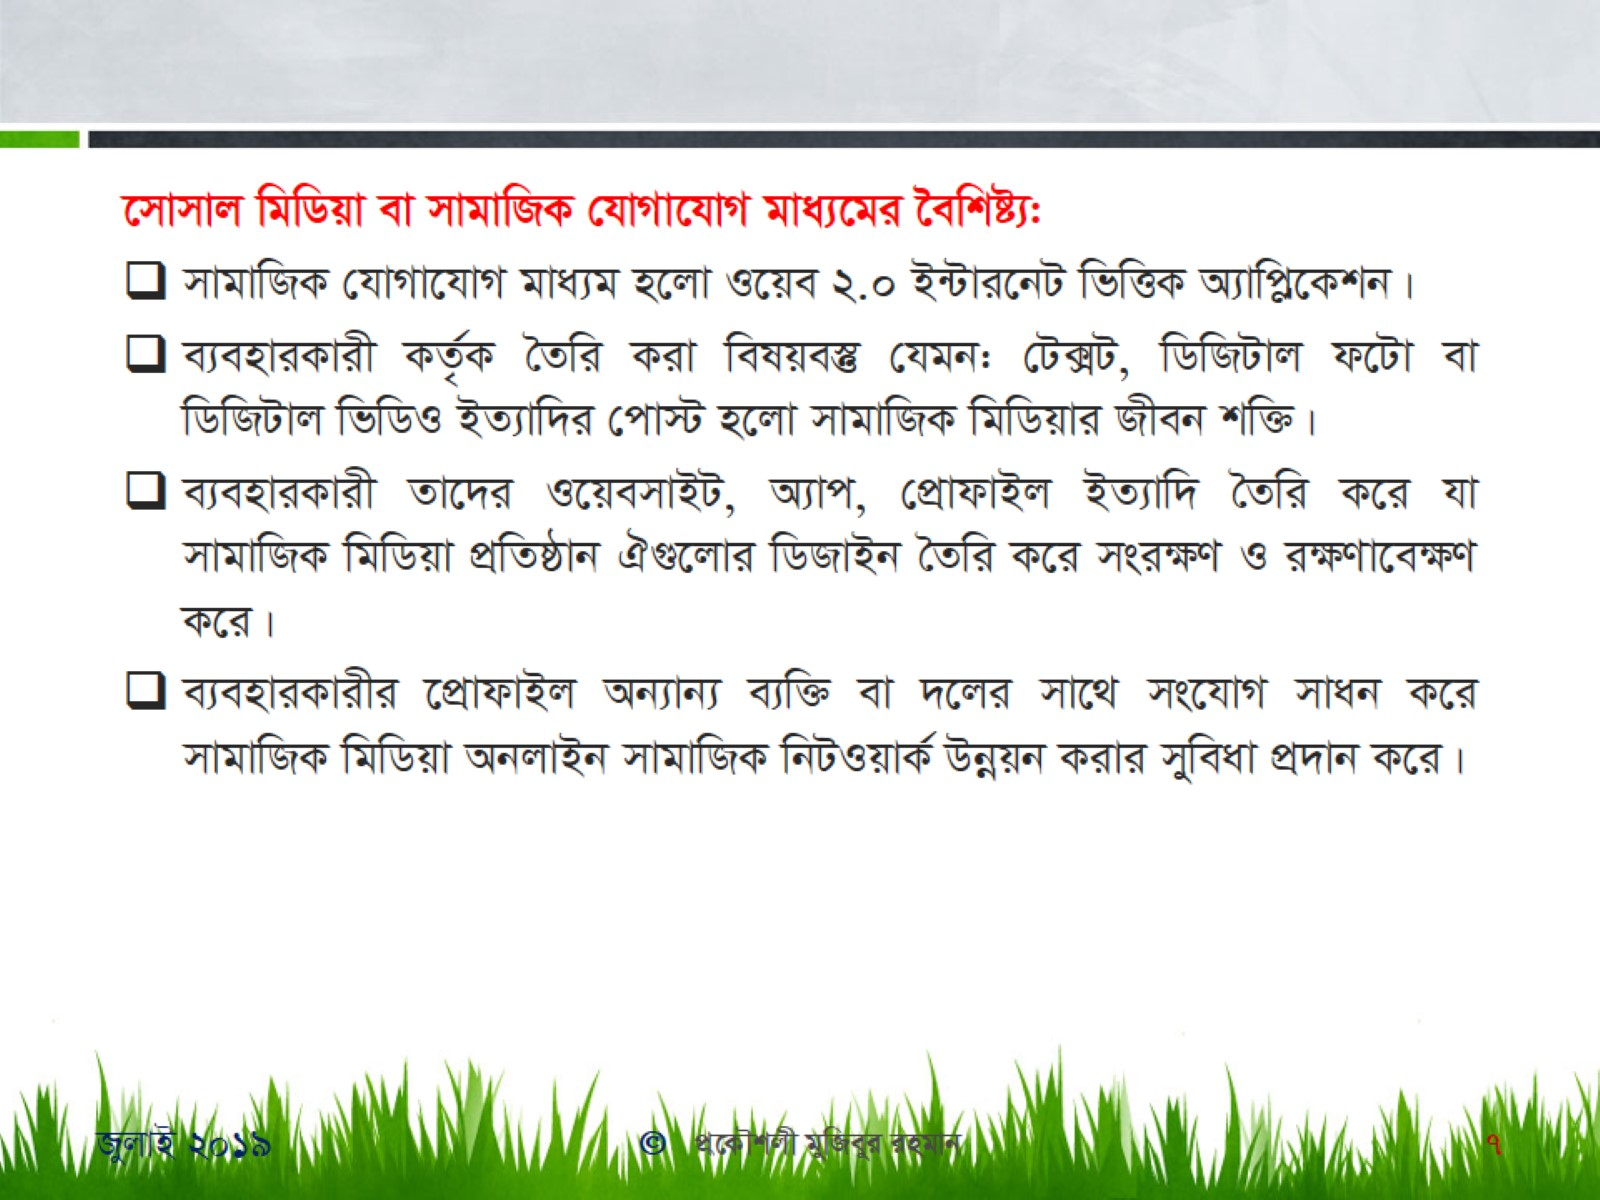 সোসাল মিডিয়া বা সামাজিক যোগাযোগ মাধ্যমের বৈশিষ্ট্য:
❑ সামাজিক যোগাযোগ মাধ্যম হলো ওয়েব ২.০ ইন্টারনেট ভিত্তিক অ্যাপ্লিকেশন।
❑ ব্যবহারকারী কর্তৃক তৈরি করা বিষয়বস্তু যেমন: টেক্সট, ডিজিটাল ফটো বা
ডিজিটাল ভিডিও ইত্যাদির পোস্ট হলো সামাজিক মিডিয়ার জীবন শক্তি।
❑ ব্যবহারকারী তাদের ওয়েবসাইট, অ্যাপ, প্রোফাইল ইত্যাদি তৈরি করে যা
সামাজিক মিডিয়া প্রতিষ্ঠান ঐগুলোর ডিজাইন তৈরি করে সংরক্ষণ ও রক্ষণাবেক্ষণ
করে।
❑ ব্যবহারকারীর প্রোফাইল অন্যান্য ব্যক্তি বা দলের সাথে সংযোগ সাধন করে
সামাজিক মিডিয়া অনলাইন সামাজিক নিটওয়ার্ক উন্নয়ন করার সুবিধা প্রদান করে।
জুলাই ২০১৯ © প্রকৌশলী মুজিবুর রহমান ৭